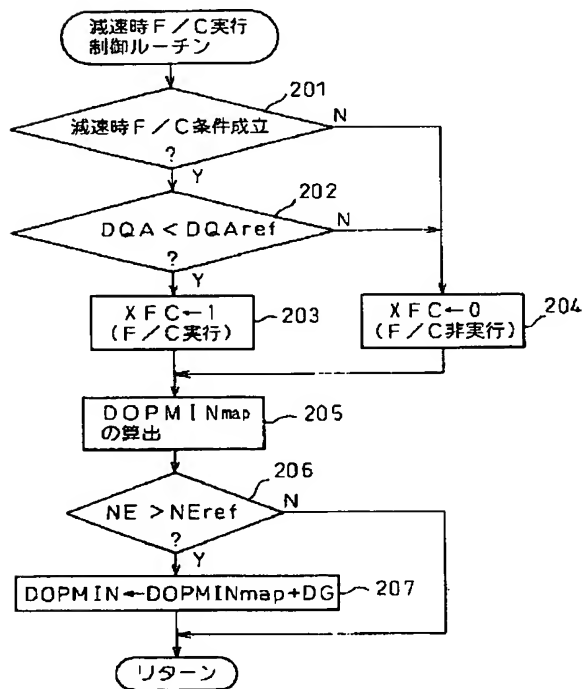 減速時F/C実行
制御ルーチン
201
減速時F/C条件成立
?
N
Y
202
DQA<DQAref
?
N
Y
XFC←1
(F/C実行)
203
XFC←0
(F/C非実行)
204
DOPMINmap
の算出
205
206
NE>NEref
?
N
Y
DOPMIN←DOPMINmap+DG
207
リターン